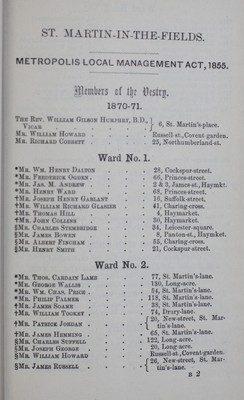 ST. MARTIN-IN-THE-FIELDS.
METROPOLIS LOCAL MANAGEMENT ACT, 1855.
Members of the Vestry.
1870-71.
THE REV. WILLIAM GILSON HUMPHRY, B.D., VICAR } 6, St. Martin's-place.
MR. WILLIAM HOWARD . . . . Russell-st., Covent garden.
MR. RICHARD COBBETT . . . . 25, Northumberland-st.
Ward No. 1.
*MR. WM. HENRY DALTON . . . 28, Cockspur-street.
*MR. FREDERICK OGDEN . . . . 66, Princes-street.
*MR. JAS. M. ANDREW . . . . 2 & 3, James-st., Haymkt.
*MR. HENRY WARD . . . . 68, Princes-street.
†MR. JOSEPH HENRY GARLANT . . 16, Suffolk-street.
†MR. WILLIAM RICHARD GLASIER . 41, Charing-cross.
†MR. THOMAS HILL . . . . 4, Haymarket.
†MR. JOHN COLLINS . . . . 30, Haymarket.
§MR. CHARLES STEMBRIDGE . . . 34, Leicester-square.
§MR. JAMES BOWEN . . . . 8, Panton-st., Haymket.
§MR. ALBERT FINCHAM . . . . 55, Charing-cross.
§MR. HENRY SMITH . . . . 21, Cockspur-street.
Ward No. 2.
*MR. THOS. CARDAIS LAMB . . . 77, St. Martin's-lane.
*MR. GEORGE WALLIS . . . . 130, Long-acre.
*MR. WM. CHAS. PRICE . . . . 54, St. Martin's-lane.
*MR. PHILIP PALMER . . . . 118, St. Martin's-lane.
†MR. JAMES SOAME . . . . 38, St. Martin's-lane.
†MR. WILLIAM TOOKEY . . . . 74, Drury-lane.
†MR. PATRICK JORDAN . . . . { 20, New-street, St. Martin's-lane.
†MR. JAMES HEMMING . . . . 65, St. Martin's-lane.
§MR. CHARLES SUFFELL . . . . 122, Long-acre.
§MR. JOSEPH GEORGE . . . . 20, Long-acre.
§MR. WILLIAM HOWARD . . . . Russell-st., Covent-garden.
§MR. JAMES RUSSELL . . . . { 26, New-street, St. Martin's-lane.
B 2